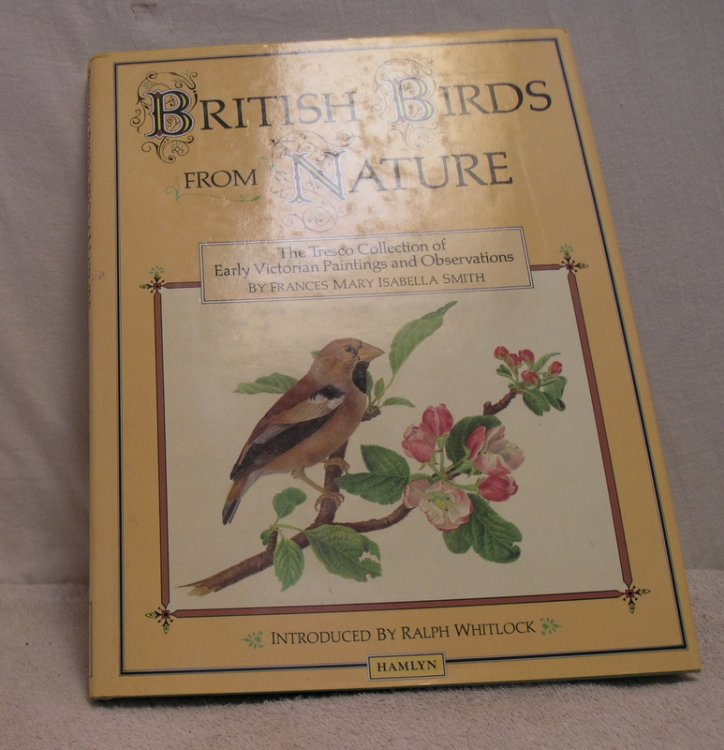 BRITISH BIRDS
FROM NATURE
The Tresco Collection of
Early Victorian Paintings and Observations
BY FRANCES MARY ISABELLA SMITH
INTRODUCED BY RALPH WHITLOCK
HAMLYN